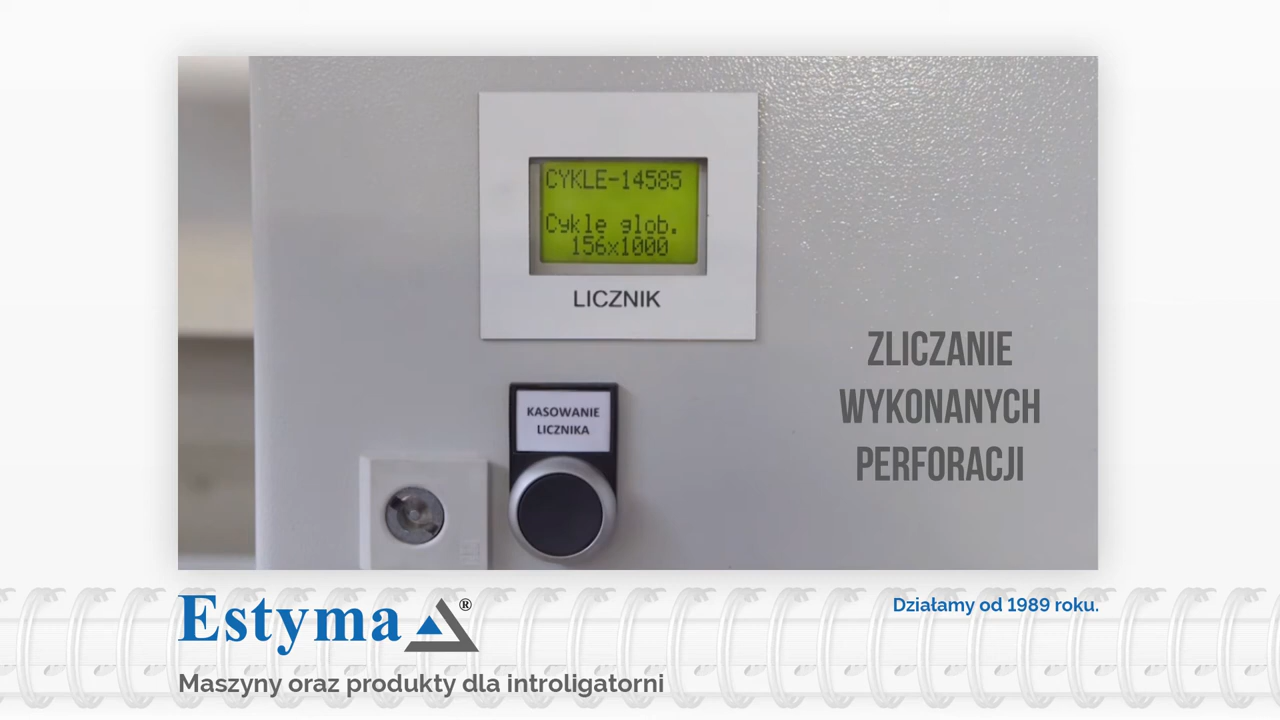 CYKLE-14585
Cykle glob.
156x1000
LICZNIK
KASOWANIE
LICZNIKA
ZLICZANIE
WYKONANYCH
PERFORACJI
Estyma®
Działamy od 1989 roku.
Maszyny oraz produkty dla introligatorni